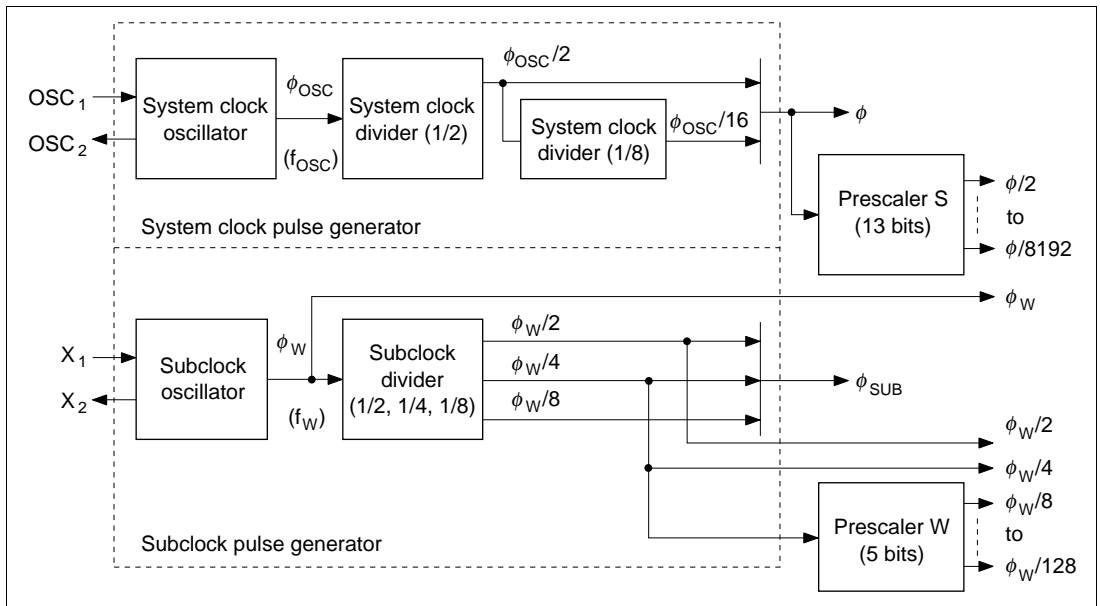 OSC1
OSC2
System clock
oscillator
ϕOSC
(fOSC)
System clock
divider (1/2)
ϕOSC/2
System clock
divider (1/8)
ϕOSC/16
ϕ
Prescaler S
(13 bits)
ϕ/2
to
ϕ/8192
System clock pulse generator
X1
X2
Subclock
oscillator
ϕW
(fW)
Subclock
divider
(1/2, 1/4, 1/8)
ϕW/2
ϕW/4
ϕW/8
ϕW
ϕSUB
ϕW/2
ϕW/4
Prescaler W
(5 bits)
ϕW/8
to
ϕW/128
Subclock pulse generator